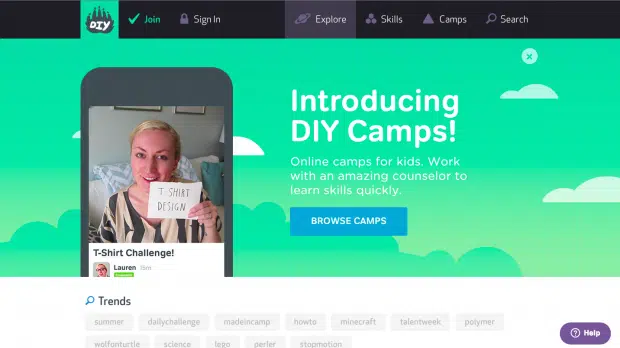 DIY
Join
Sign In
Explore
Skills
Camps
Search
Introducing
DIY Camps!
Online camps for kids. Work
with an amazing counselor to
learn skills quickly.
BROWSE CAMPS
T-SHIRT
DESIGN
T-Shirt Challenge!
Lauren 15m
Trends
summer dailychallenge madeincamp howto minecraft talentweek polymer
wolfonturtle science lego perler stopmotion
Help